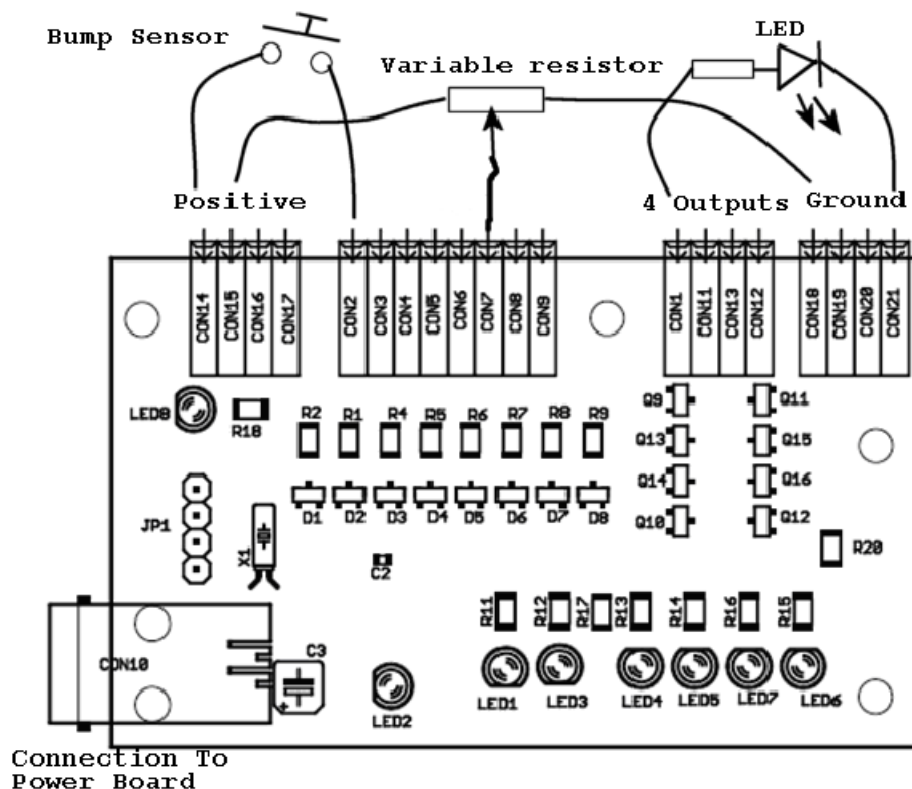 LED
Bump Sensor
Variable resistor
Positive
4 Outputs
Ground
CON14
CON15
CON16
CON17
CON2
CON3
CON4
CON5
CON6
CON7
CON8
CON9
CON1
CON11
CON13
CON12
CON18
CON19
CON20
CON21
LED8
R18
R2 R1 R4 R5 R6 R7 R8 R9
Q9 Q11
Q13 Q15
Q14 Q16
Q10 Q12
D1 D2 D3 D4 D5 D6 D7 D8
JP1
X1
C2
R20
R11 R12 R17 R13 R14 R16 R15
CON10
C3
+
LED2
LED1 LED3 LED4 LED5 LED7 LED6
Connection To
Power Board